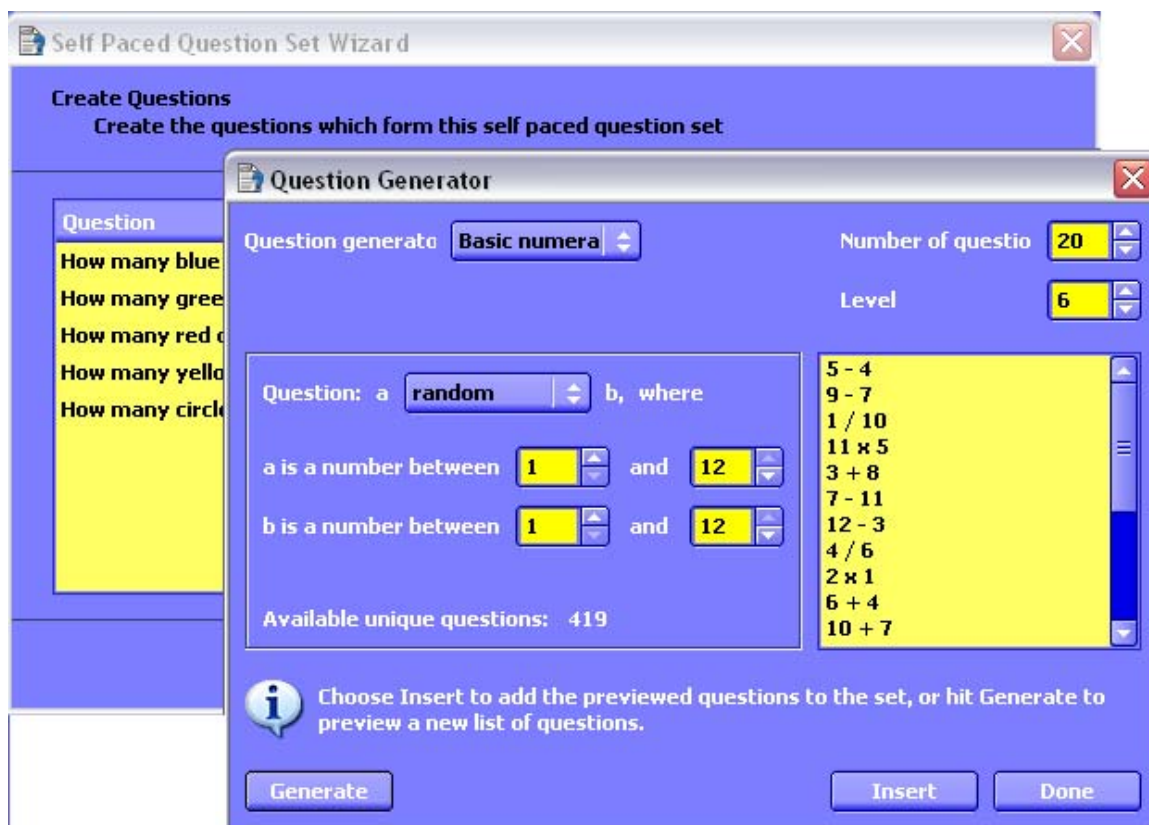 Self Paced Question Set Wizard
Create Questions
Create the questions which form this self paced question set
Question
How many blue
How many gree
How many red c
How many yello
How many circle
Question Generator
Question generato Basic numera
Number of questio 20
Level 6
Question: a random b, where
a is a number between 1 and 12
b is a number between 1 and 12
Available unique questions: 419
5 - 4
9 - 7
1 / 10
11 x 5
3 + 8
7 - 11
12 - 3
4 / 6
2 x 1
6 + 4
10 + 7
Choose Insert to add the previewed questions to the set, or hit Generate to
preview a new list of questions.
Generate
Insert
Done